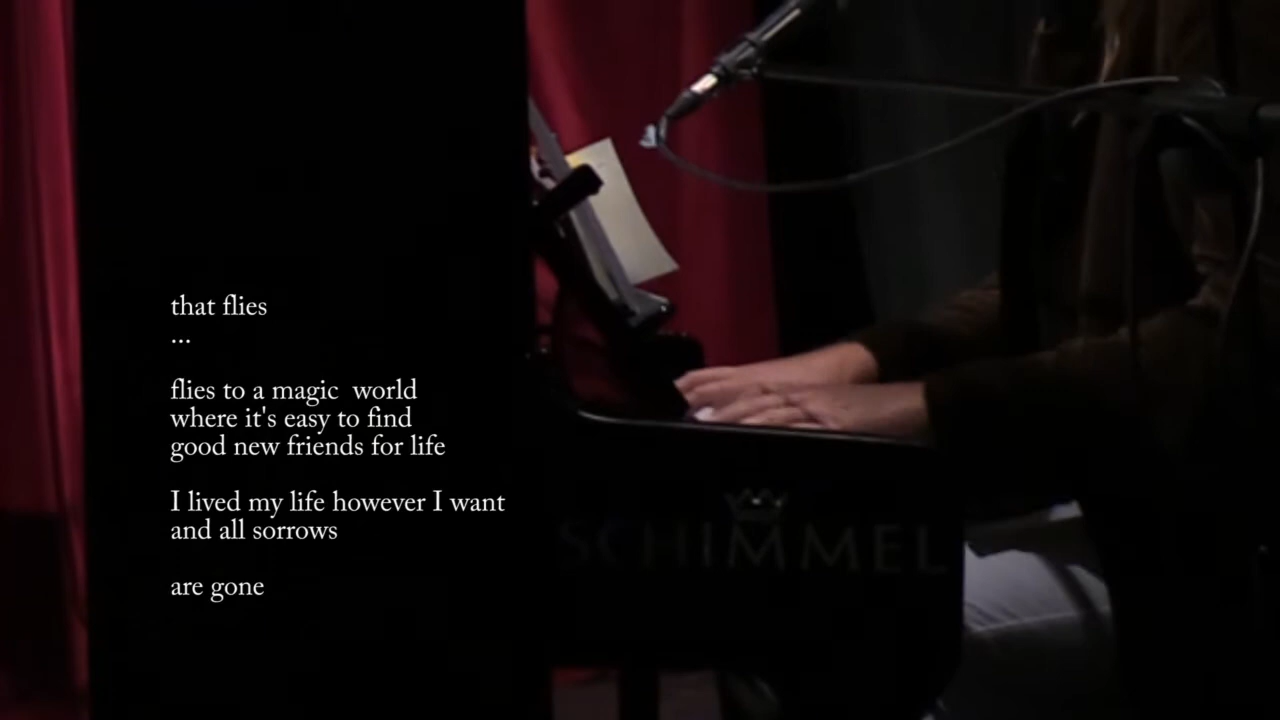 that flies
...
flies to a magic  world
where it's easy to find
good new friends for life
I lived my life however I want
and all sorrows
are gone
SCHIMMEL